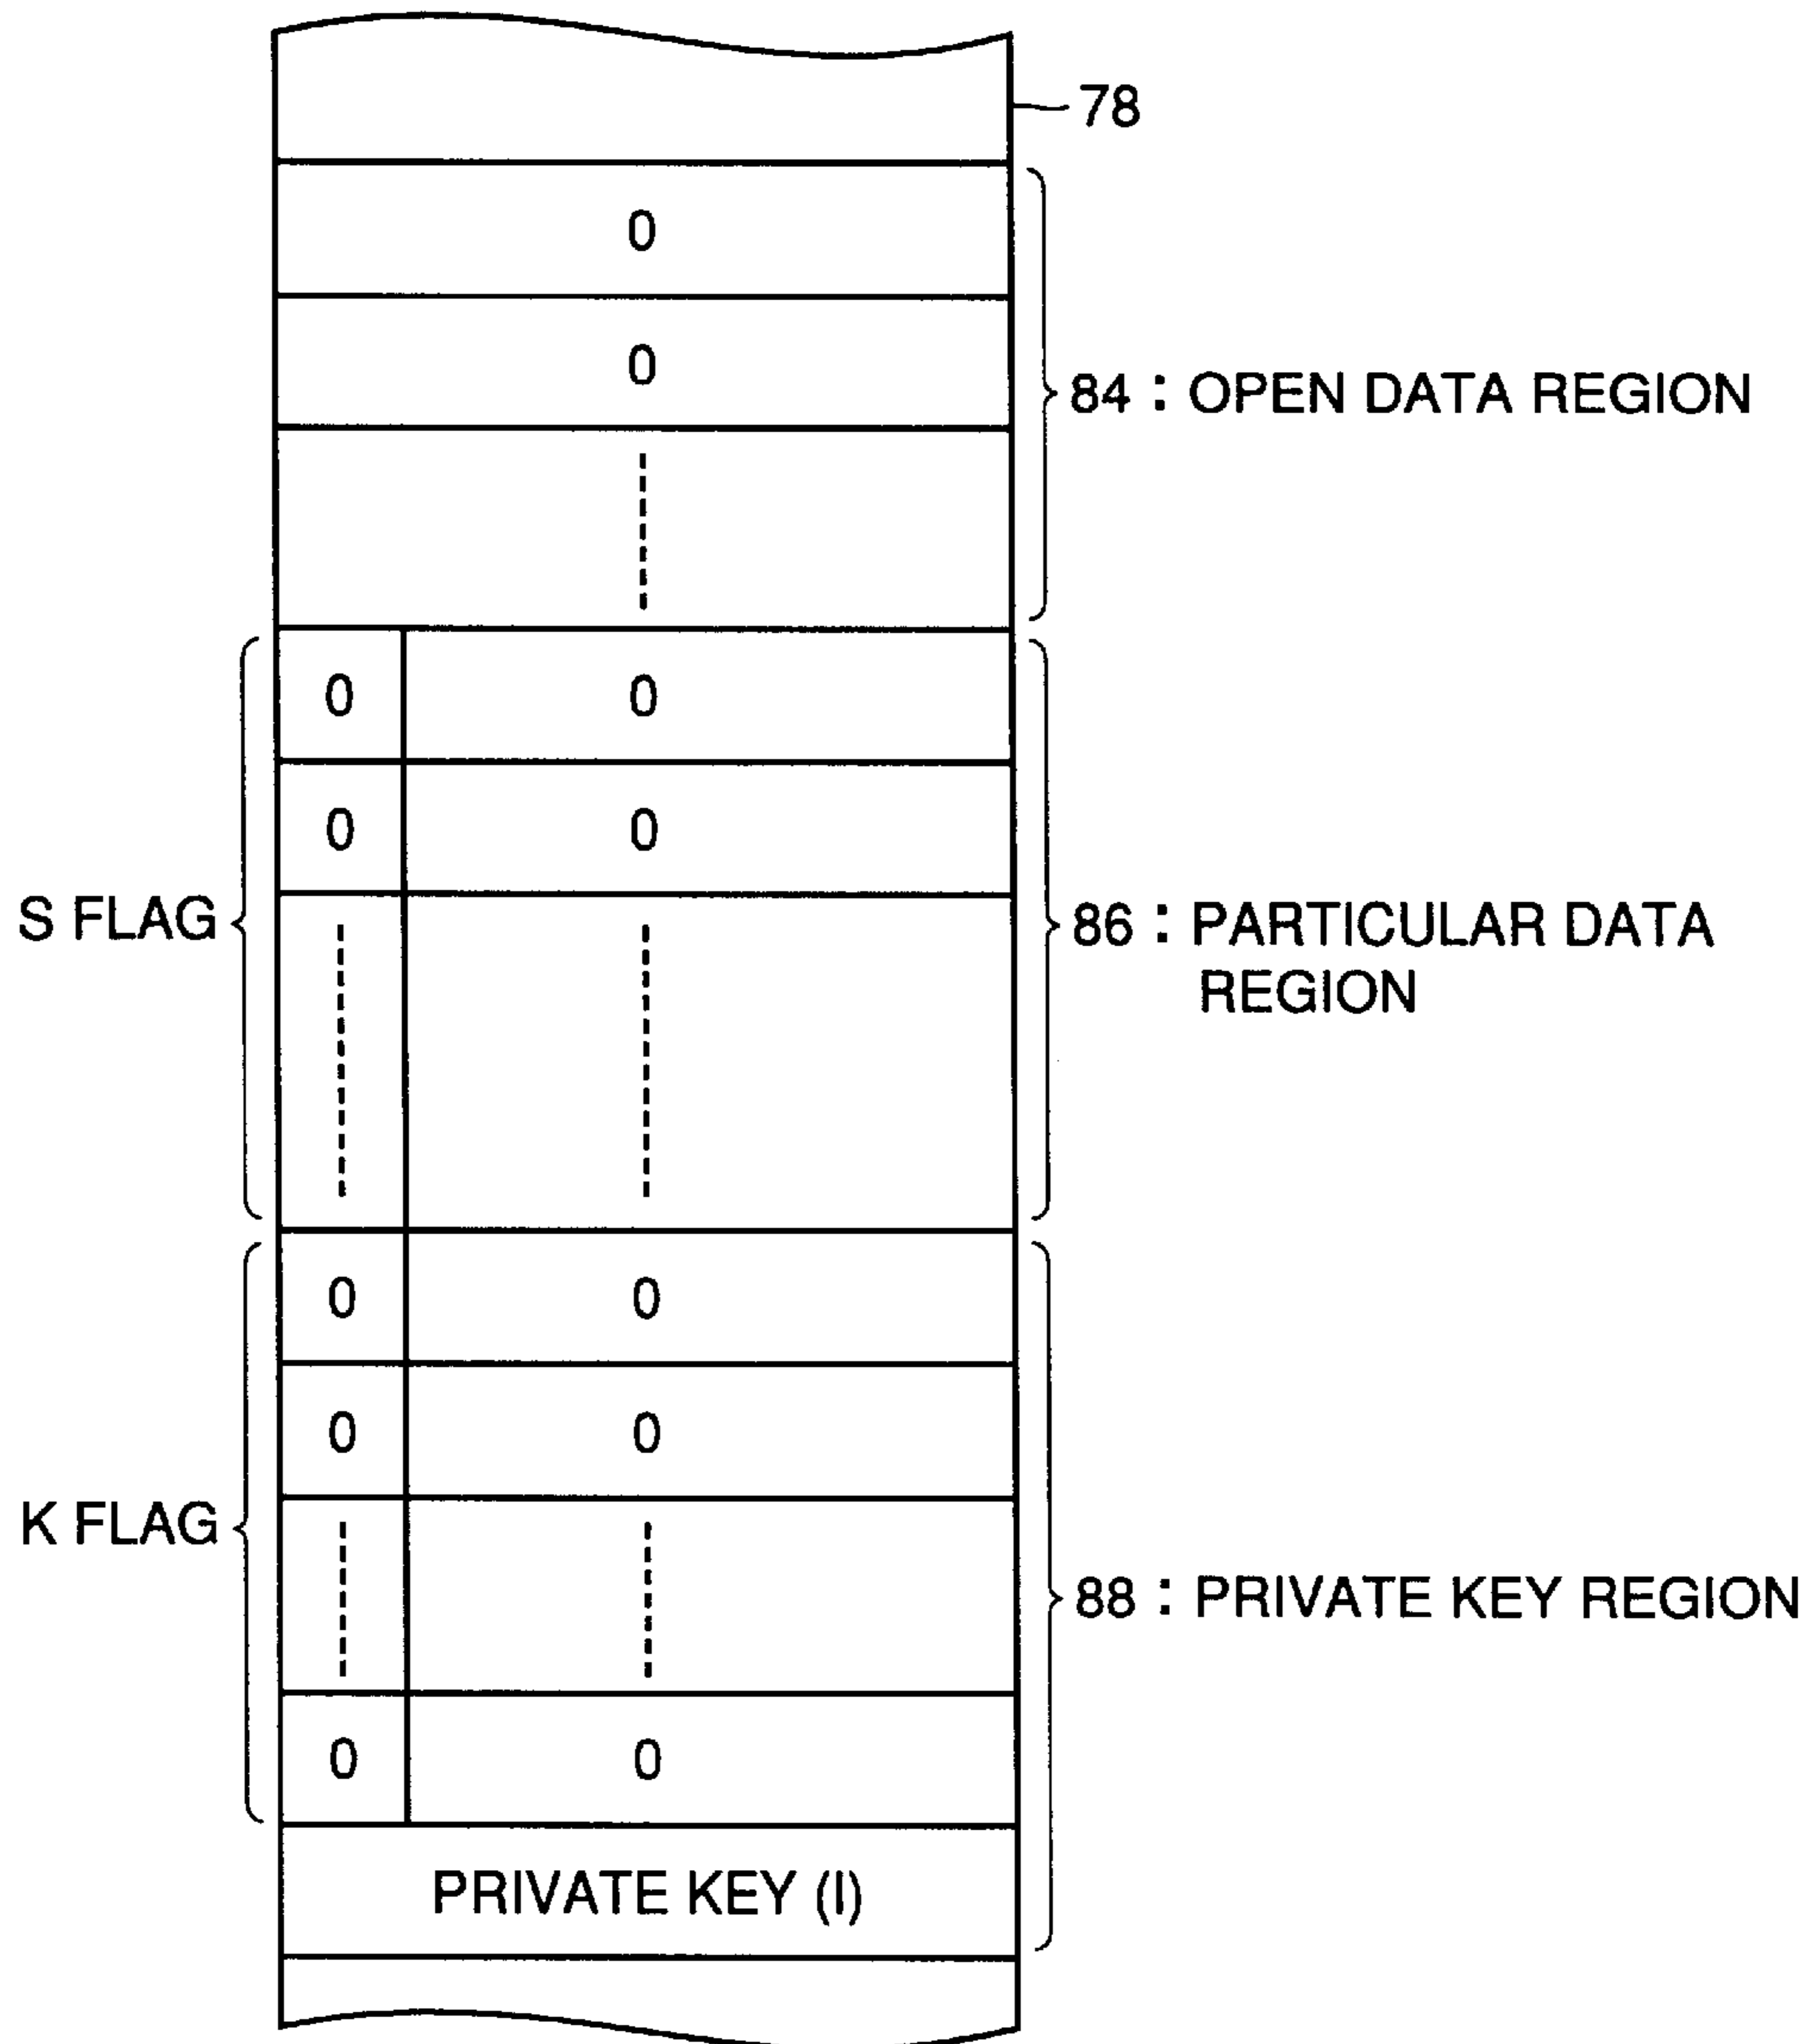 78
0
0
84 : OPEN DATA REGION
0 0
0 0
S FLAG
86 : PARTICULAR DATA
REGION
0 0
0 0
K FLAG
88 : PRIVATE KEY REGION
0 0
PRIVATE KEY (I)